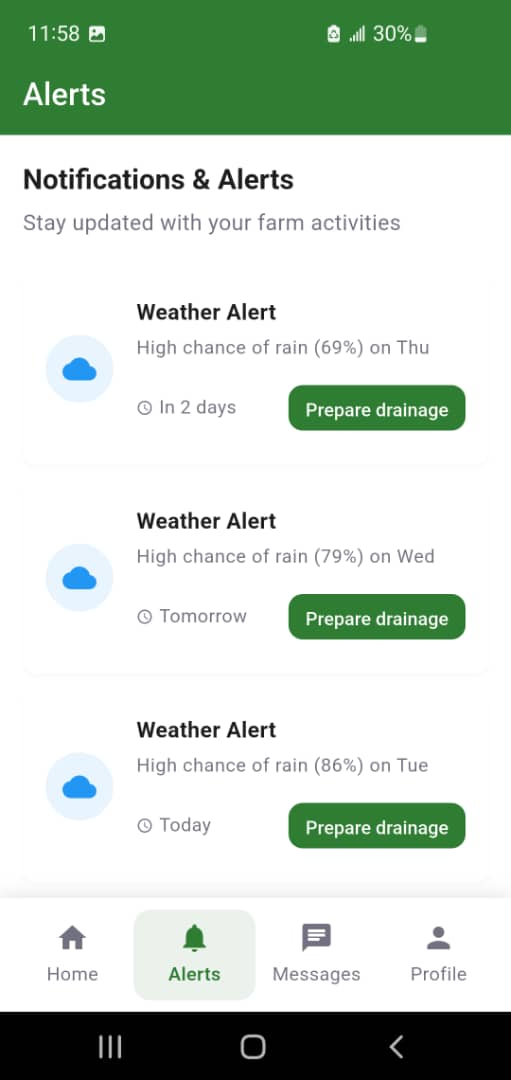 11:58 30%
Alerts
Notifications & Alerts
Stay updated with your farm activities
Weather Alert
High chance of rain (69%) on Thu
In 2 days
Prepare drainage
Weather Alert
High chance of rain (79%) on Wed
Tomorrow
Prepare drainage
Weather Alert
High chance of rain (86%) on Tue
Today
Prepare drainage
Home Alerts Messages Profile